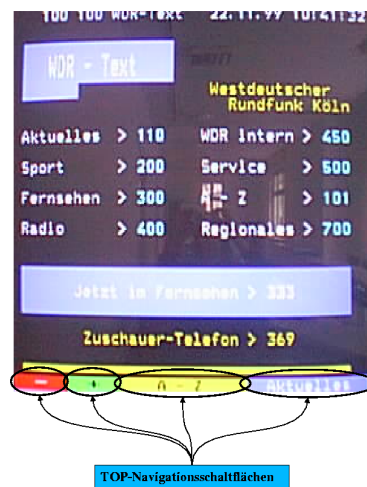 100 100 WDR-Text 22.11.99 10:41:32
WDR - Text
Westdeutscher
Rundfunk Köln
Aktuelles > 110 WDR intern > 450
Sport > 200 Service > 500
Fernsehen > 300 A - Z > 101
Radio > 400 Regionales > 700
Jetzt im Fernsehen > 333
Zuschauer-Telefon > 369
- + A - Z Aktuelles
TOP-Navigationsschaltflächen